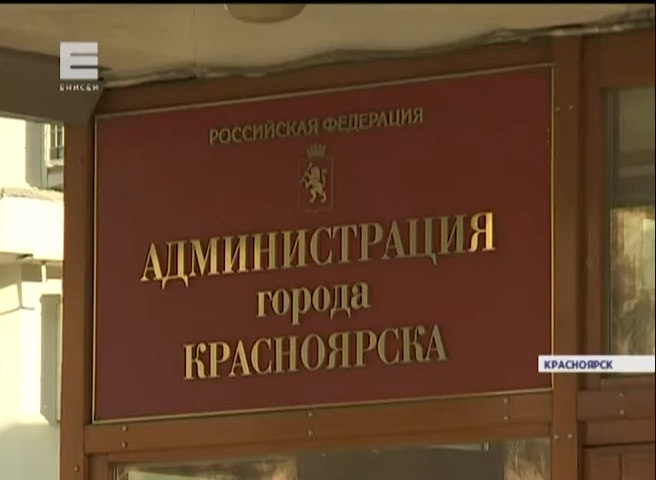 ЕНИСЕЙ
РОССИЙСКАЯ ФЕДЕРАЦИЯ
АДМИНИСТРАЦИЯ
города
КРАСНОЯРСКА
КРАСНОЯРСК